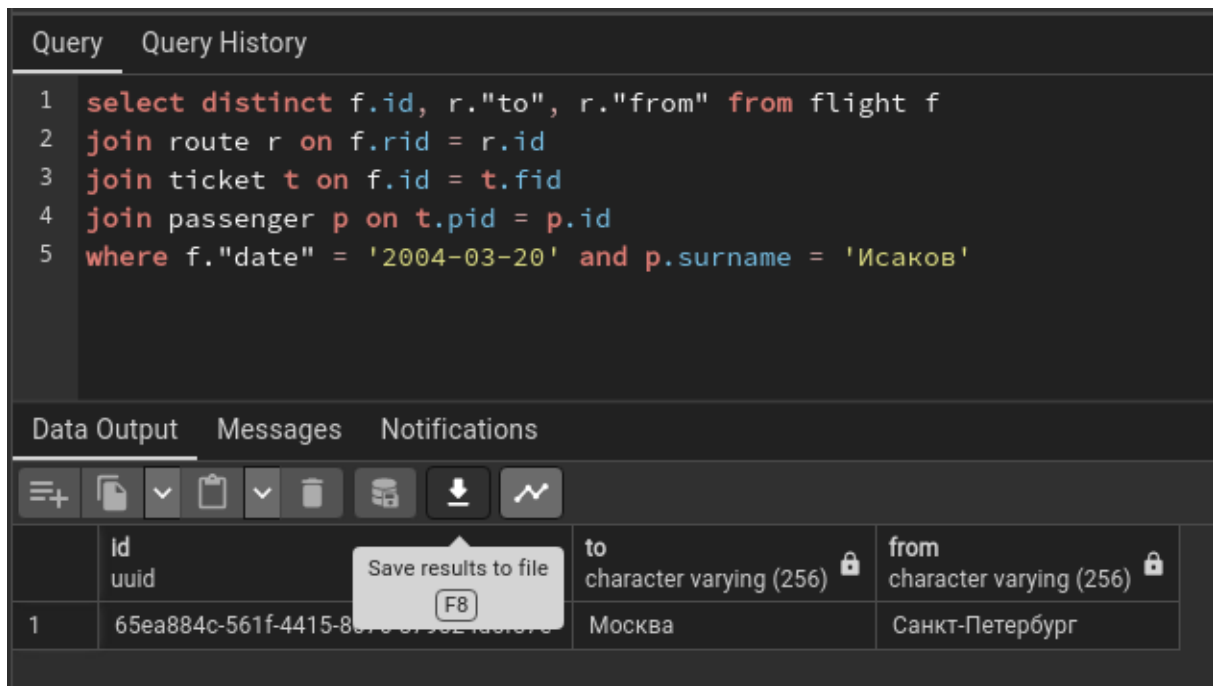 Query Query History
1 select distinct f.id, r."to", r."from" from flight f
2 join route r on f.rid = r.id
3 join ticket t on f.id = t.fid
4 join passenger p on t.pid = p.id
5 where f."date" = '2004-03-20' and p.surname = 'Исаков'
Data Output Messages Notifications
id to from
uuid character varying (256) character varying (256)
Save results to file
F8
1 65ea884c-561f-4415- Москва Санкт-Петербург